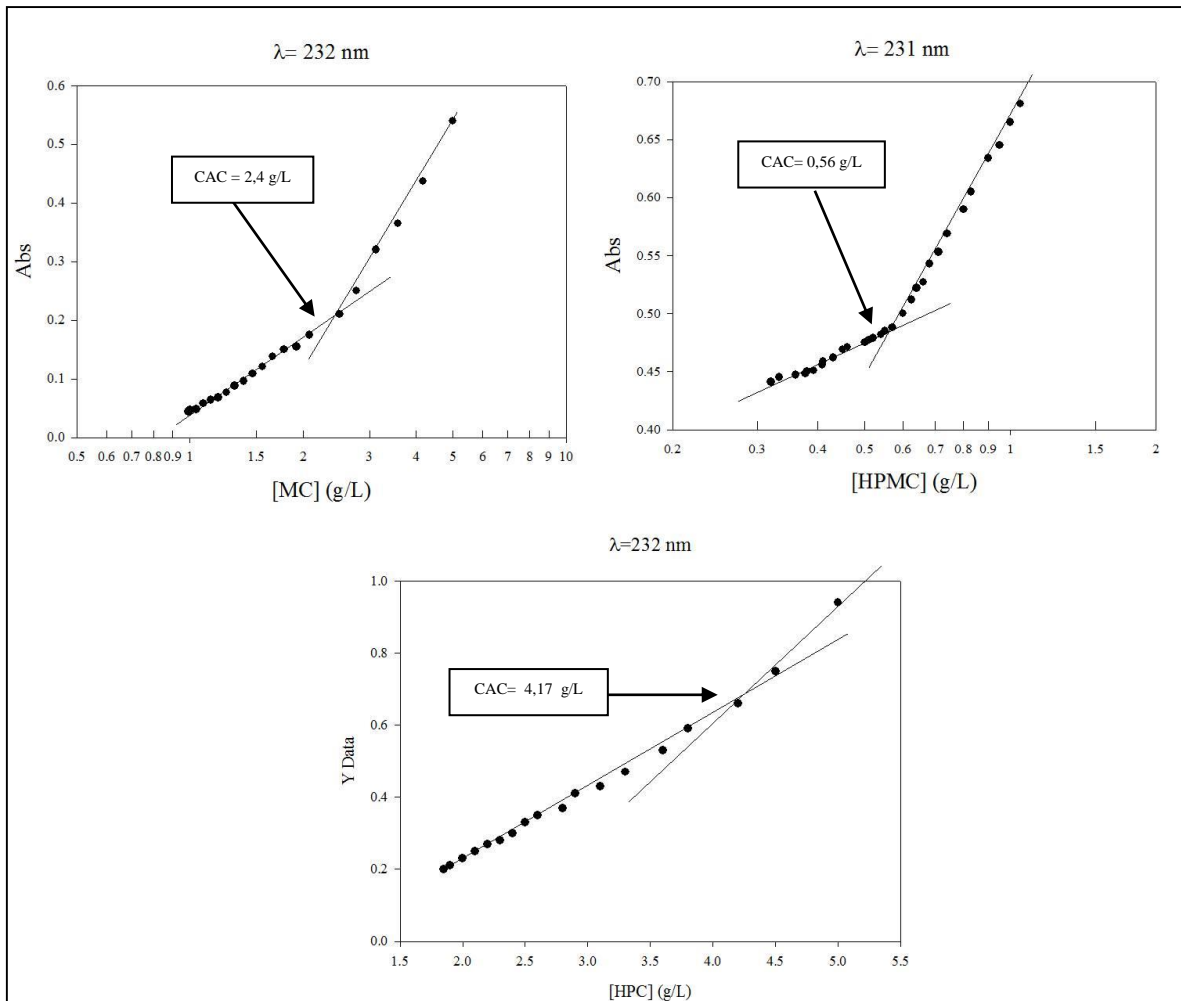 λ= 232 nm
0.6
0.5
0.4
0.3
0.2
0.1
0.0
Abs
CAC = 2,4 g/L
0.5 0.6 0.7 0.8 0.9 1 1.5 2 3 4 5 6 7 8 9 10
[MC] (g/L)
λ= 231 nm
0.70
0.65
0.60
0.55
0.50
0.45
0.40
Abs
CAC= 0,56 g/L
0.2 0.3 0.4 0.5 0.6 0.7 0.8 0.9 1 1.5 2
[HPMC] (g/L)
λ=232 nm
1.0
0.8
0.6
0.4
0.2
0.0
Y Data
CAC= 4,17 g/L
1.5 2.0 2.5 3.0 3.5 4.0 4.5 5.0 5.5
[HPC] (g/L)